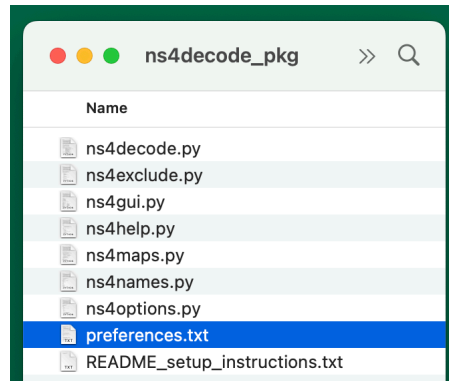 ns4decode_pkg
Name
ns4decode.py
ns4exclude.py
ns4gui.py
ns4help.py
ns4maps.py
ns4names.py
ns4options.py
preferences.txt
README_setup_instructions.txt